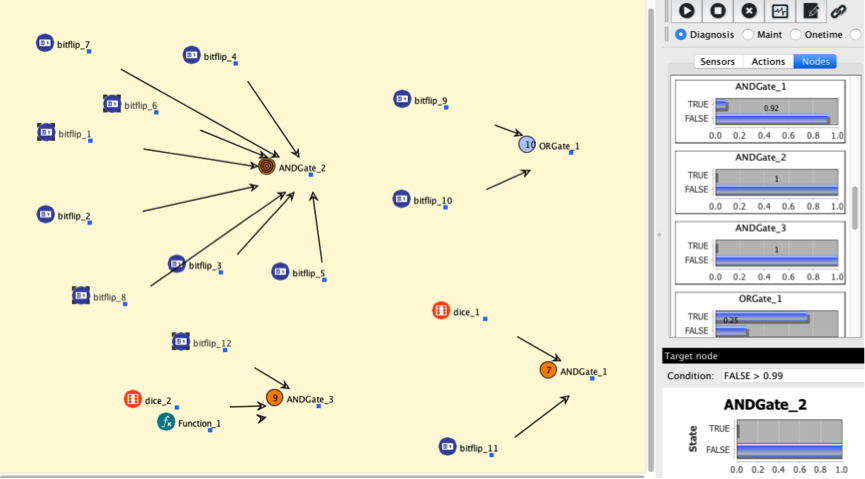 bitflip_7
bitflip_4
bitflip_6
bitflip_1
ANDGate_2
bitflip_2
bitflip_3
bitflip_5
bitflip_8
bitflip_12
dice_2
Function_1
9 ANDGate_3
bitflip_9
10 ORGate_1
bitflip_10
dice_1
7 ANDGate_1
bitflip_11
Diagnosis Maint Onetime
Sensors Actions Nodes
ANDGate_1
TRUE 0.92
FALSE
0.0 0.2 0.4 0.6 0.8 1.0
ANDGate_2
TRUE 1
FALSE
0.0 0.2 0.4 0.6 0.8 1.0
ANDGate_3
TRUE 1
FALSE
0.0 0.2 0.4 0.6 0.8 1.0
ORGate_1
TRUE 0.25
FALSE
Target node
Condition: FALSE > 0.99
ANDGate_2
State
TRUE
FALSE
0.0 0.2 0.4 0.6 0.8 1.0